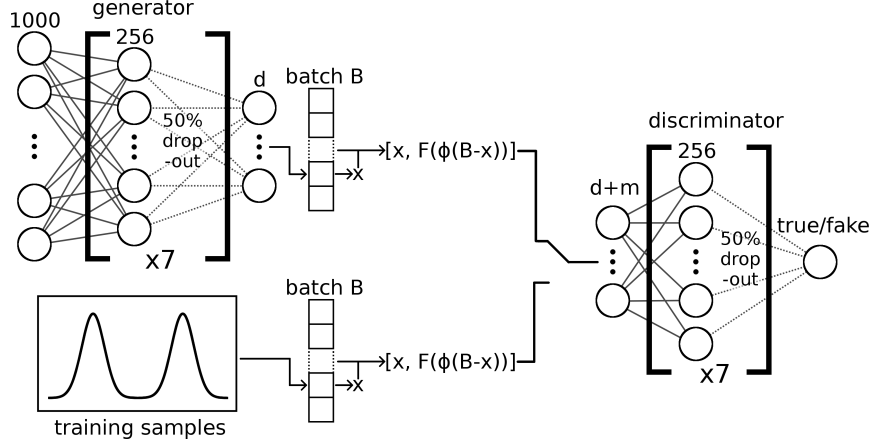 generator
1000
256
d
50%
drop
-out
x7
batch B
x
[x, F(ϕ(B-x))]
training samples
batch B
x
[x, F(ϕ(B-x))]
discriminator
d+m
256
50%
drop
-out
x7
true/fake